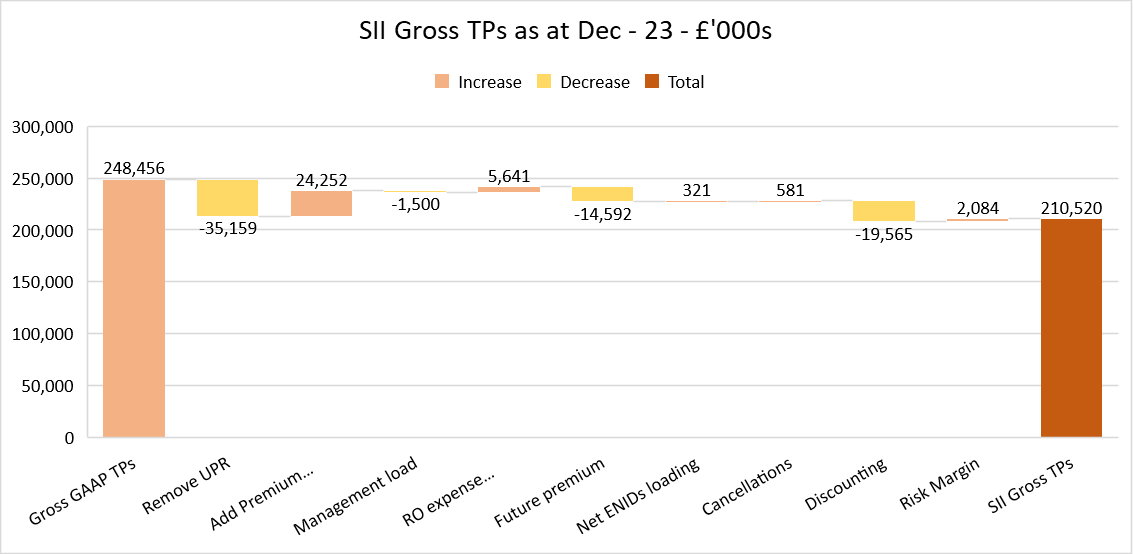 SII Gross TPs as at Dec - 23 - £'000s
Increase Decrease Total
300,000
250,000
200,000
150,000
100,000
50,000
0
248,456
-35,159
24,252
-1,500
5,641
-14,592
321
581
-19,565
2,084
210,520
Gross GAAP TPs
Remove UPR
Add Premium...
Management load
RO expense...
Future premium
Net ENIDs loading
Cancellations
Discounting
Risk Margin
SII Gross TPs